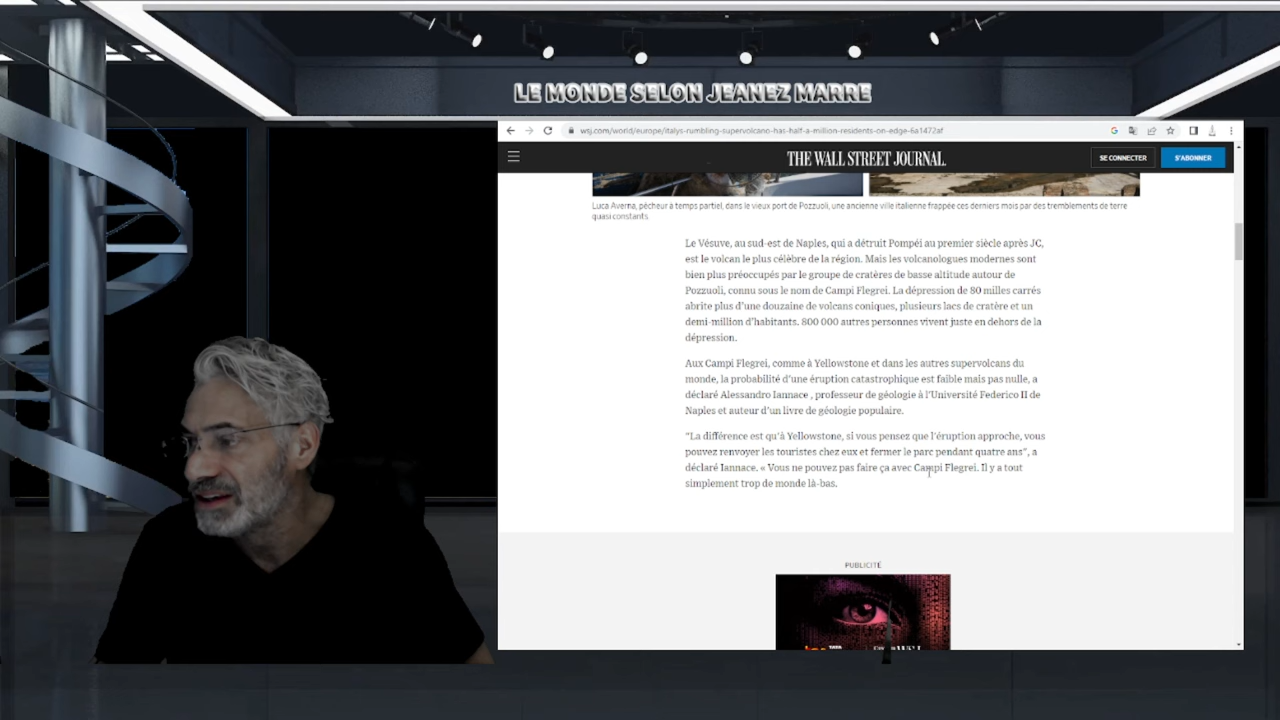 LE MONDE SELON JEANEZ MARRE
wsj.com/world/europe/italys-rumbling-supervolcano-has-half-a-million-residents-on-edge-6a1472af
THE WALL STREET JOURNAL.
SE CONNECTER
S'ABONNER
Luca Averna, pêcheur à temps partiel, dans le vieux port de Pozzuoli, une ancienne ville italienne frappée ces derniers mois par des tremblements de terre
quasi constants.
Le Vésuve, au sud-est de Naples, qui a détruit Pompéi au premier siècle après JC,
est le volcan le plus célèbre de la région. Mais les volcanologues modernes sont
bien plus préoccupés par le groupe de cratères de basse altitude autour de
Pozzuoli, connu sous le nom de Campi Flegrei. La dépression de 80 milles carrés
abrite plus d'une douzaine de volcans coniques, plusieurs lacs de cratère et un
demi-million d'habitants. 800 000 autres personnes vivent juste en dehors de la
dépression.
Aux Campi Flegrei, comme à Yellowstone et dans les autres supervolcans du
monde, la probabilité d'une éruption catastrophique est faible mais pas nulle, a
déclaré Alessandro Iannace , professeur de géologie à l'Université Federico II de
Naples et auteur d'un livre de géologie populaire.
"La différence est qu'à Yellowstone, si vous pensez que l'éruption approche, vous
pouvez renvoyer les touristes chez eux et fermer le parc pendant quatre ans", a
déclaré Iannace. « Vous ne pouvez pas faire ça avec Campi Flegrei. Il y a tout
simplement trop de monde là-bas.
PUBLICITÉ
TATA